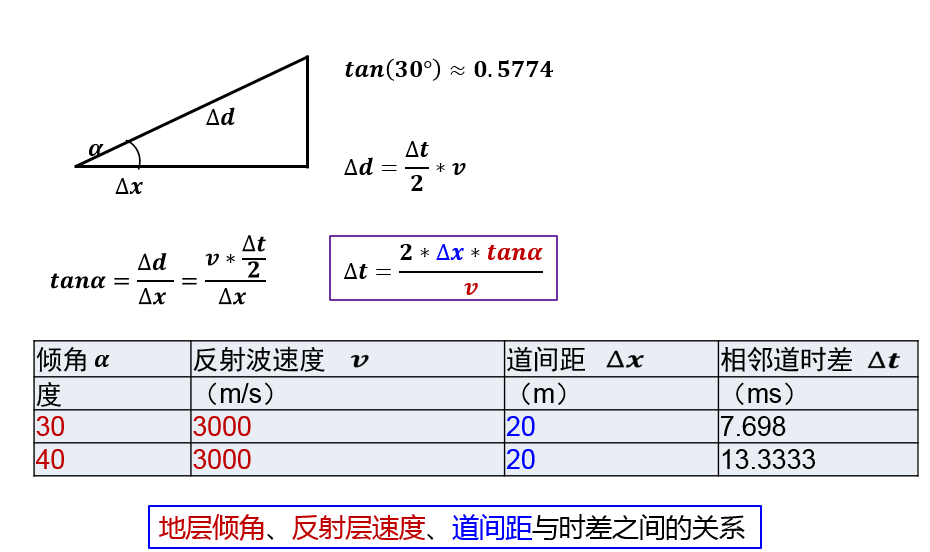 tan(30°) ≈ 0.5774
Δd
α
Δx
Δd = Δt/2 * v
tanα = Δd/Δx = (v * Δt/2)/Δx
Δt = (2 * Δx * tanα)/v
倾角 α 反射波速度 v 道间距 Δx 相邻道时差 Δt
度 （m/s） （m） （ms）
30 3000 20 7.698
40 3000 20 13.3333
地层倾角、反射层速度、道间距与时差之间的关系